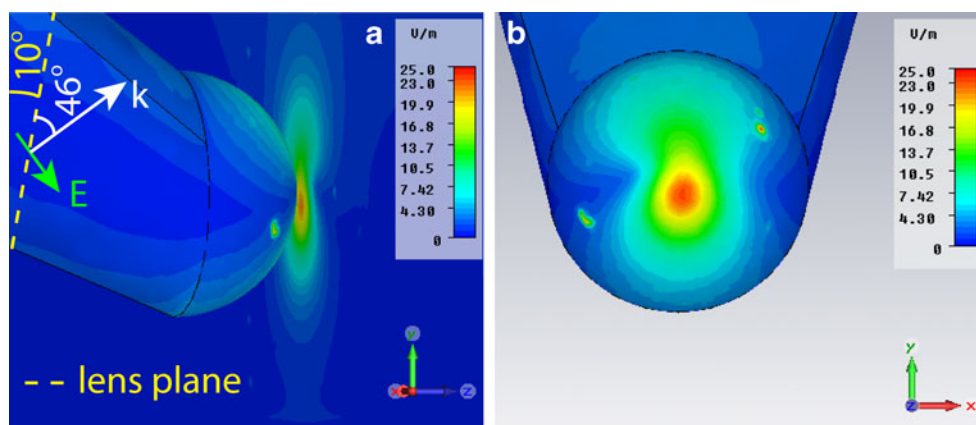 a
V/m
25.0
23.0
19.9
16.8
13.7
10.5
7.42
4.30
0
10°
46°
k
E
-- lens plane
Y
X
Z
b
V/m
25.0
23.0
19.9
16.8
13.7
10.5
7.42
4.30
0
Y
Z
X